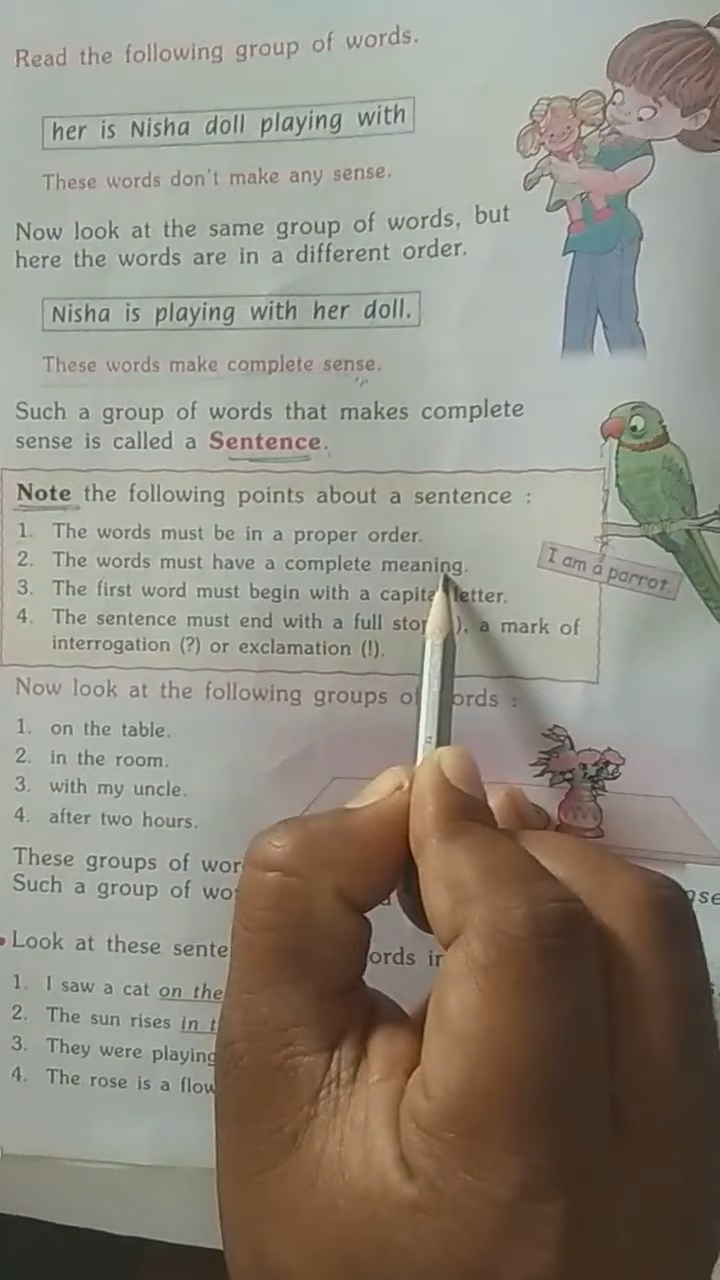 Read the following group of words.
her is Nisha doll playing with
These words don't make any sense.
Now look at the same group of words, but
here the words are in a different order.
Nisha is playing with her doll.
These words make complete sense.
Such a group of words that makes complete
sense is called a Sentence.
Note the following points about a sentence :
1. The words must be in a proper order.
2. The words must have a complete meaning.
I am a parrot.
3. The first word must begin with a capita letter.
4. The sentence must end with a full sto ), a mark of
interrogation (?) or exclamation (!).
Now look at the following groups o ords :
1. on the table.
2. in the room.
3. with my uncle.
4. after two hours.
These groups of wor
Such a group of wo
Look at these sente ords in
1. I saw a cat on the
2. The sun rises in t
3. They were playing
4. The rose is a flow